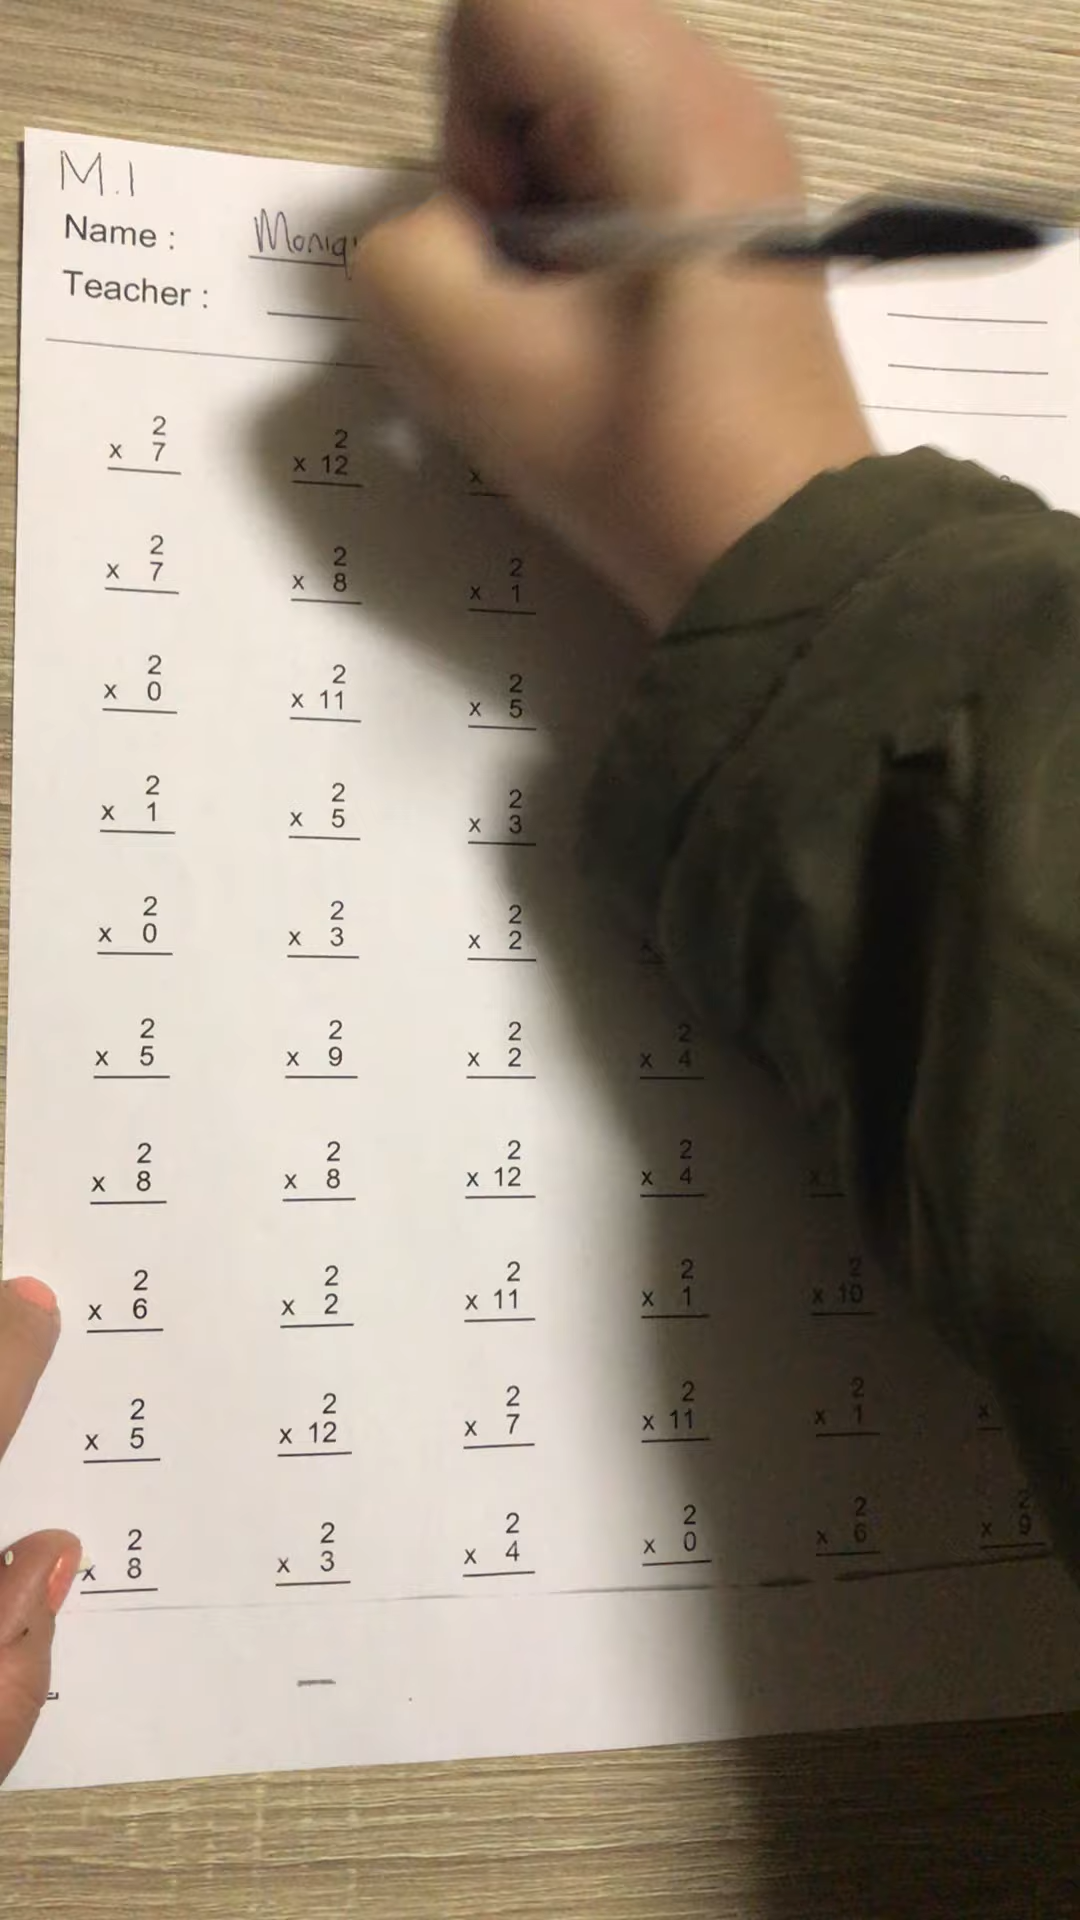 M.1
Name :
Teacher :
2 2
x 7 x 12 x
2 2 2
x 7 x 8 x 1
2 2 2
x 0 x 11 x 5
2 2 2
x 1 x 5 x 3
2 2 2
x 0 x 3 x 2 x
2 2 2 2
x 5 x 9 x 2 x 4
2 2 2 2
x 8 x 8 x 12 x 4 x
2 2 2 2 2
x 6 x 2 x 11 x 1 x 10
2 2 2 2 2
x 5 x 12 x 7 x 11 x 1 x
2 2 2 2 2 2
x 8 x 3 x 4 x 0 x 6 x 9